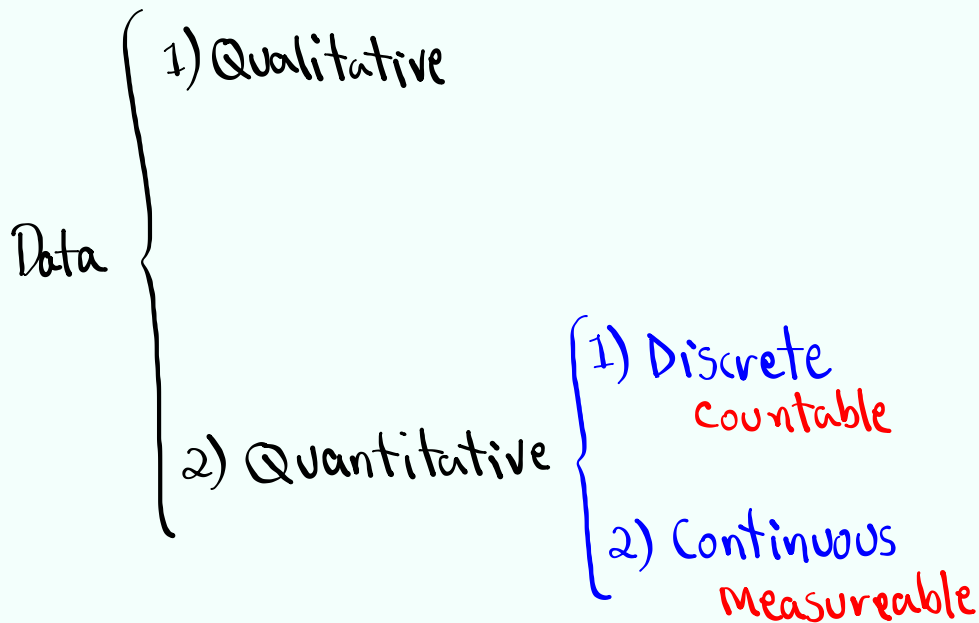 1) Qualitative
Data
1) Discrete
Countable
2) Quantitative
2) Continuous
Measureable